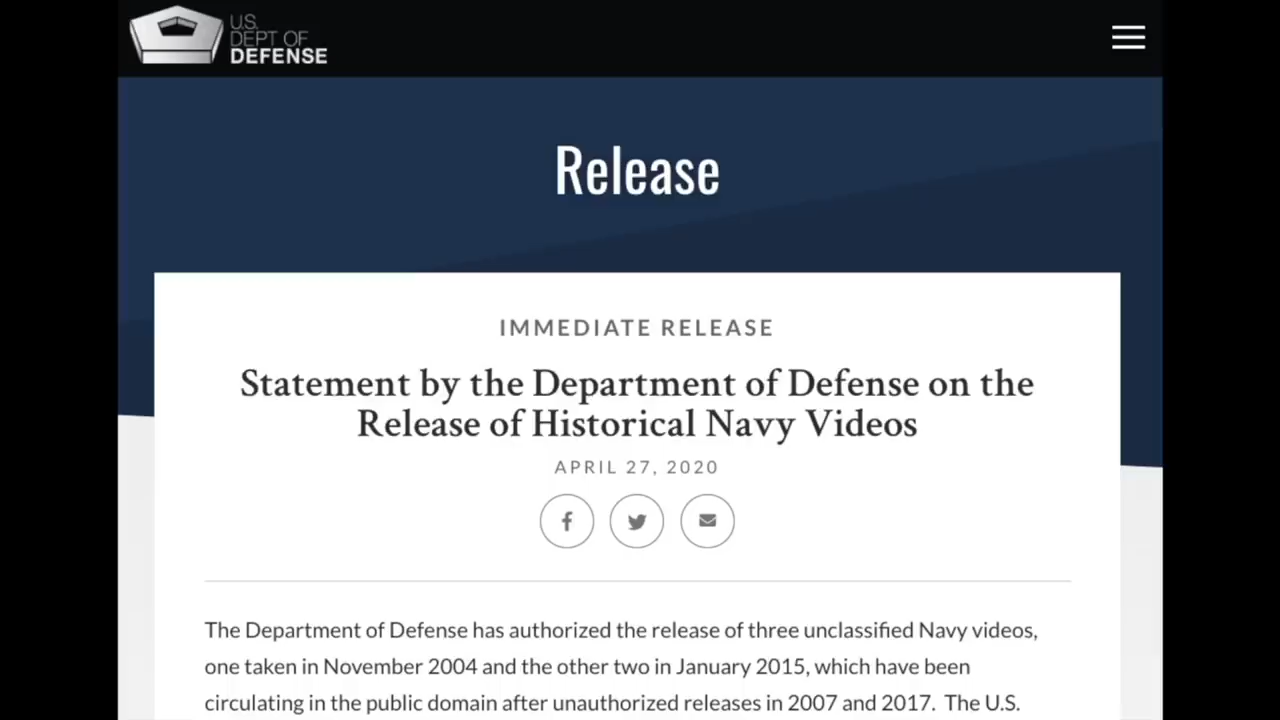 U.S.
DEPT OF
DEFENSE
Release
IMMEDIATE RELEASE
Statement by the Department of Defense on the
Release of Historical Navy Videos
APRIL 27, 2020
The Department of Defense has authorized the release of three unclassified Navy videos,
one taken in November 2004 and the other two in January 2015, which have been
circulating in the public domain after unauthorized releases in 2007 and 2017. The U.S.